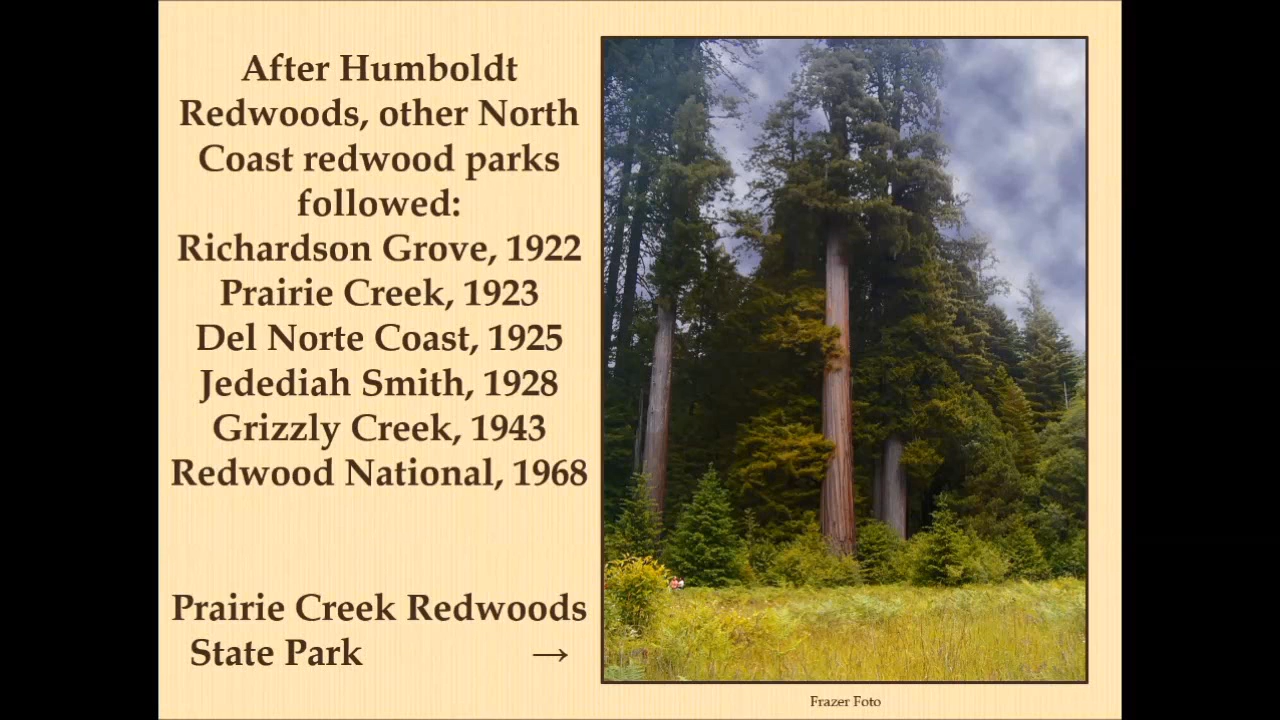 After Humboldt
Redwoods, other North
Coast redwood parks
followed:
Richardson Grove, 1922
Prairie Creek, 1923
Del Norte Coast, 1925
Jedediah Smith, 1928
Grizzly Creek, 1943
Redwood National, 1968
Prairie Creek Redwoods
State Park →
Frazer Foto